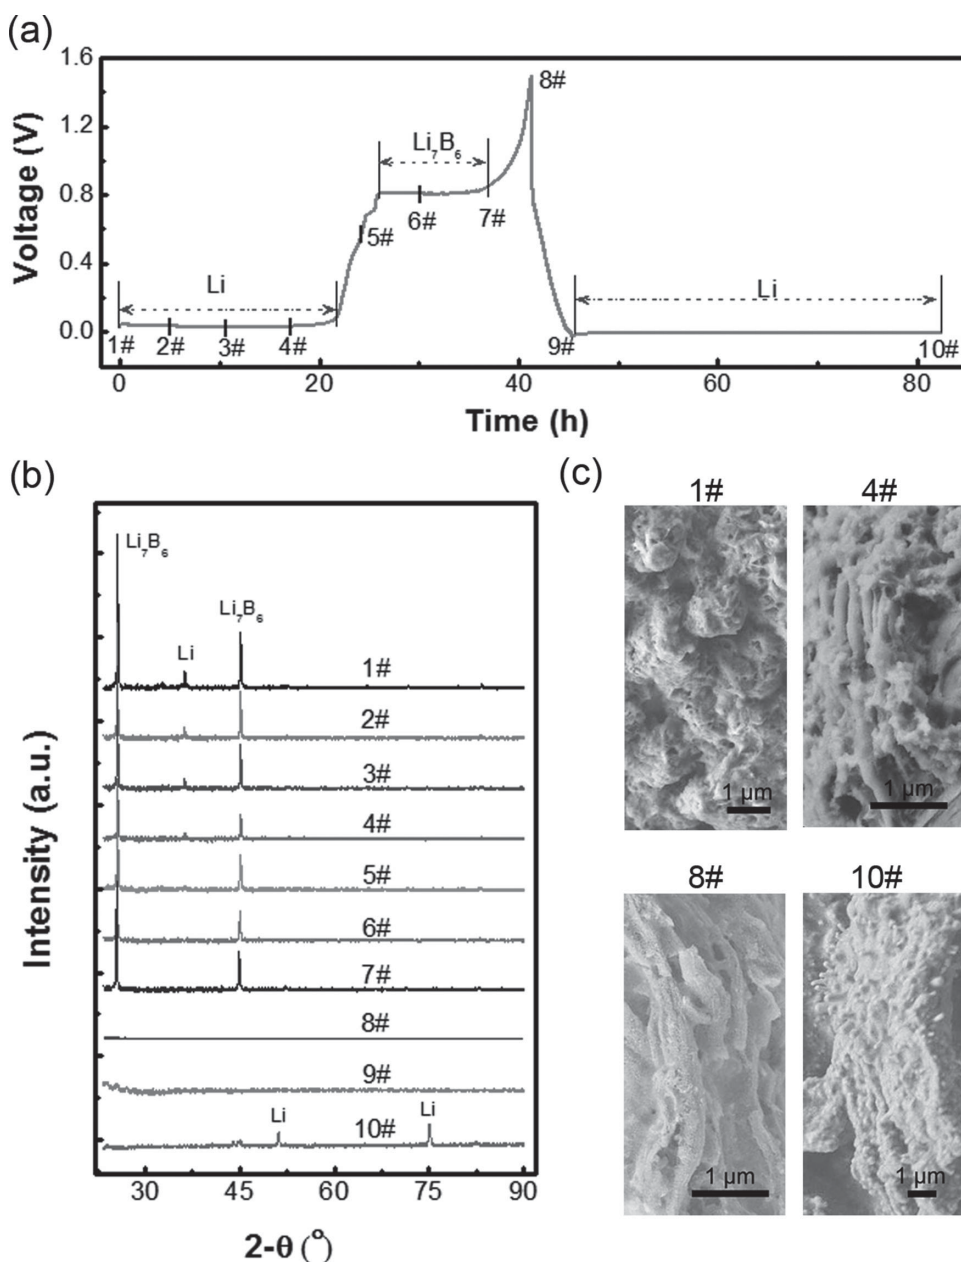 (a)
1.6
1.2
0.8
0.4
0.0
Voltage (V)
8#
Li₇B₆
5#
6#
7#
Li
Li
1#
2#
3#
4#
9#
10#
0
20
40
60
80
Time (h)
(b)
Li₇B₆
Li₇B₆
Li
1#
2#
3#
4#
5#
6#
7#
8#
9#
Li
Li
10#
Intensity (a.u.)
30
45
60
75
90
2-θ (°)
(c)
1#
4#
1 μm
1 μm
8#
10#
1 μm
1 μm